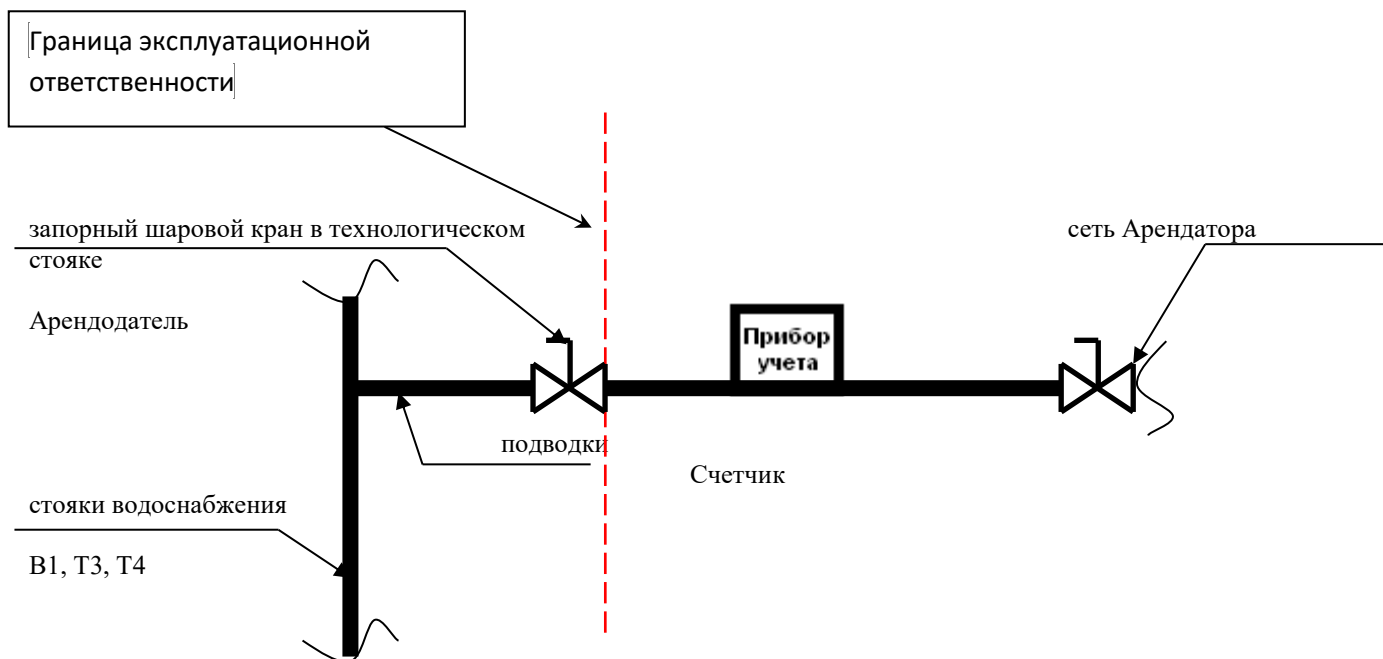 Граница эксплуатационной
ответственности
запорный шаровой кран в технологическом
стояке
сеть Арендатора
Арендодатель
Прибор
учета
подводки
Счетчик
стояки водоснабжения
В1, Т3, Т4